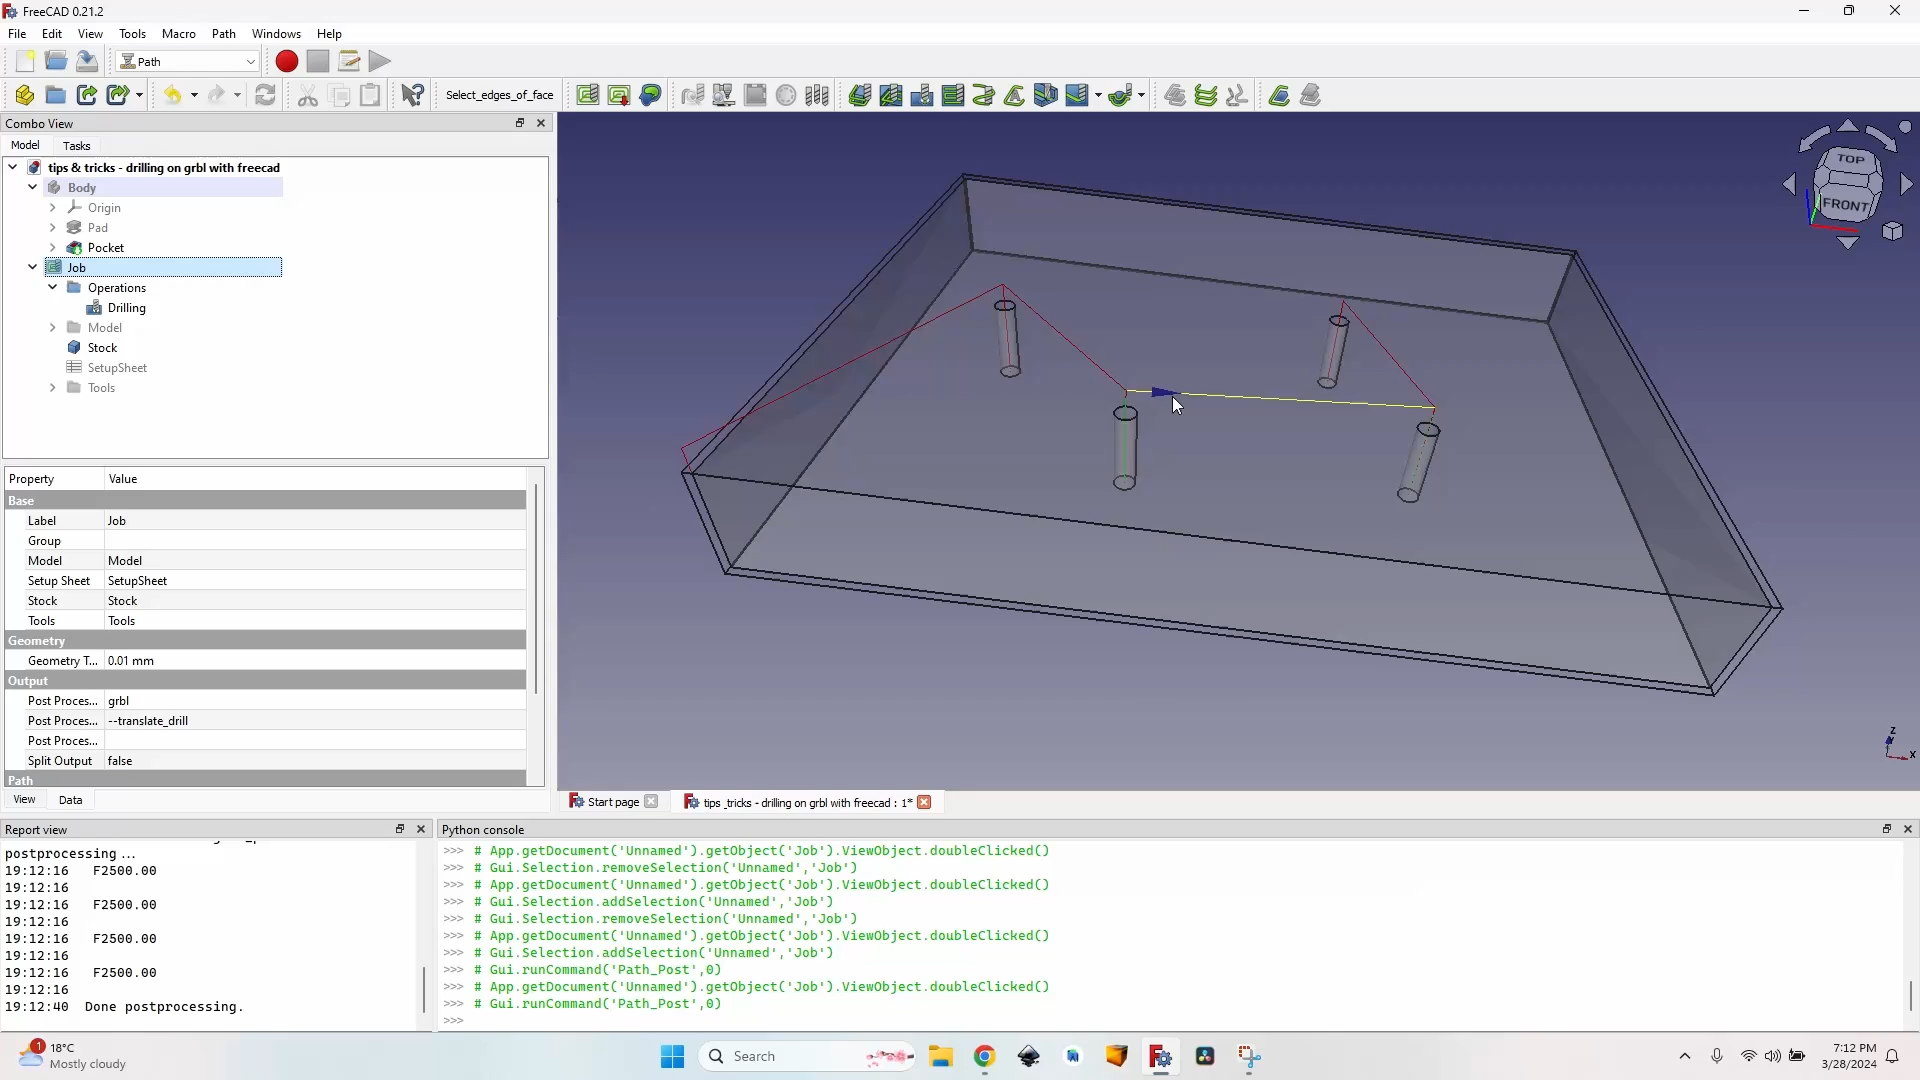 FreeCAD 0.21.2
File Edit View Tools Macro Path Windows Help
Path
Select_edges_of_face
Combo View
Model Tasks
tips & tricks - drilling on grbl with freecad
Body
Origin
Pad
Pocket
Job
Operations
Drilling
Model
Stock
SetupSheet
Tools
Property Value
Base
Label Job
Group
Model Model
Setup Sheet SetupSheet
Stock Stock
Tools Tools
Geometry
Geometry T... 0.01 mm
Output
Post Proces... grbl
Post Proces... --translate_drill
Post Proces...
Split Output false
Path
View Data
TOP
FRONT
Z
X
Start page
tips _tricks - drilling on grbl with freecad : 1*
Report view
postprocessing ...
19:12:16 F2500.00
19:12:16
19:12:16 F2500.00
19:12:16
19:12:16 F2500.00
19:12:16
19:12:16 F2500.00
19:12:16
19:12:40 Done postprocessing.
Python console
>>> # App.getDocument('Unnamed').getObject('Job').ViewObject.doubleClicked()
>>> # Gui.Selection.removeSelection('Unnamed','Job')
>>> # App.getDocument('Unnamed').getObject('Job').ViewObject.doubleClicked()
>>> # Gui.Selection.addSelection('Unnamed','Job')
>>> # Gui.Selection.removeSelection('Unnamed','Job')
>>> # App.getDocument('Unnamed').getObject('Job').ViewObject.doubleClicked()
>>> # Gui.Selection.addSelection('Unnamed','Job')
>>> # Gui.runCommand('Path_Post',0)
>>> # App.getDocument('Unnamed').getObject('Job').ViewObject.doubleClicked()
>>> # Gui.runCommand('Path_Post',0)
>>>
1
18°C
Mostly cloudy
Search
7:12 PM
3/28/2024